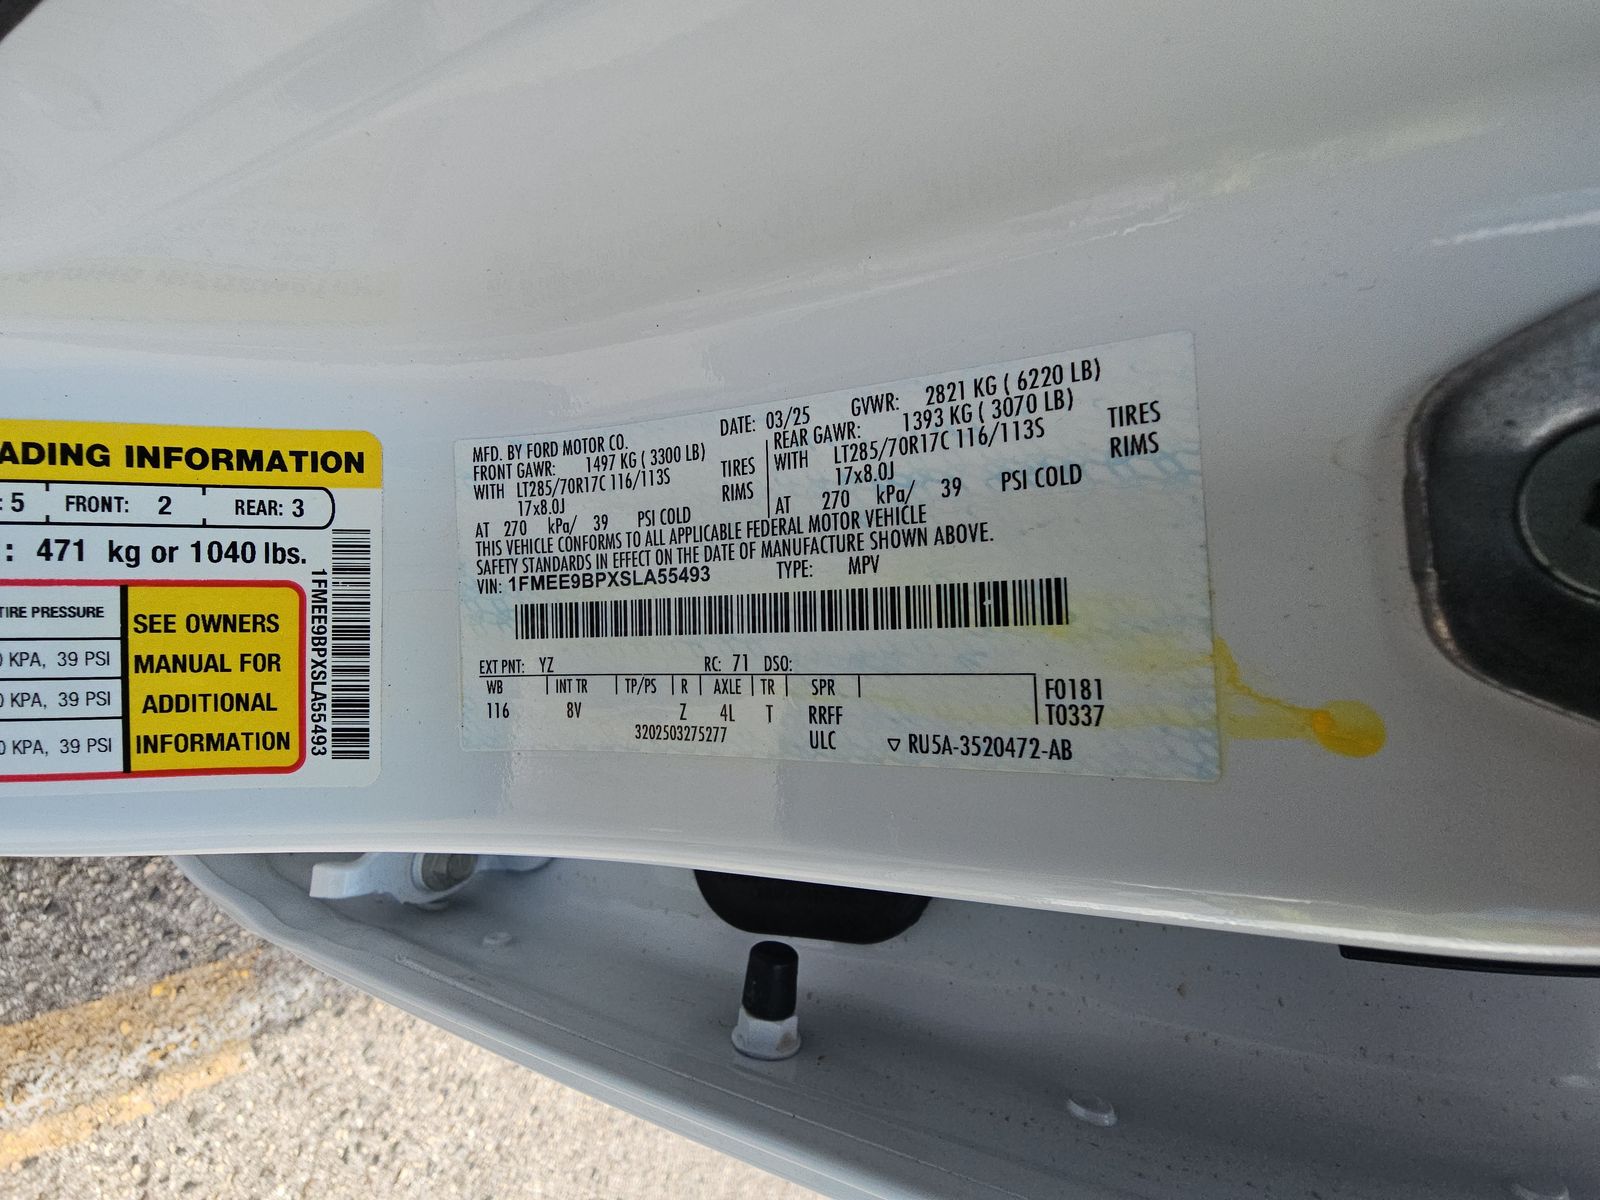 ADING INFORMATION
: 5 FRONT: 2 REAR: 3
: 471 kg or 1040 lbs.
TIRE PRESSURE
0 KPA, 39 PSI
0 KPA, 39 PSI
0 KPA, 39 PSI
SEE OWNERS
MANUAL FOR
ADDITIONAL
INFORMATION
1FMEE9BPXSLA55493
MFD. BY FORD MOTOR CO.
DATE: 03/25 GVWR: 2821 KG ( 6220 LB)
FRONT GAWR: 1497 KG ( 3300 LB)
WITH LT285/70R17C 116/113S TIRES
17x8.0J RIMS
AT 270 kPa/ 39 PSI COLD
REAR GAWR: 1393 KG ( 3070 LB)
WITH LT285/70R17C 116/113S TIRES
17x8.0J RIMS
AT 270 kPa/ 39 PSI COLD
THIS VEHICLE CONFORMS TO ALL APPLICABLE FEDERAL MOTOR VEHICLE
SAFETY STANDARDS IN EFFECT ON THE DATE OF MANUFACTURE SHOWN ABOVE.
VIN: 1FMEE9BPXSLA55493 TYPE: MPV
EXT PNT: YZ RC: 71 DSO:
WB INT TR TP/PS R AXLE TR SPR F0181
116 8V Z 4L T RRFF T0337
3202503275277 ULC ▽ RU5A-3520472-AB